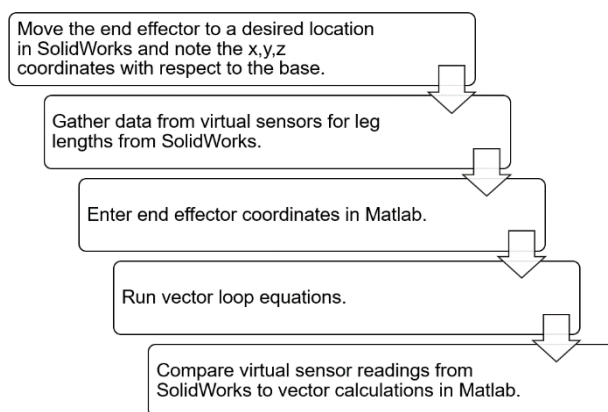 Move the end effector to a desired location
in SolidWorks and note the x,y,z
coordinates with respect to the base.
Gather data from virtual sensors for leg
lengths from SolidWorks.
Enter end effector coordinates in Matlab.
Run vector loop equations.
Compare virtual sensor readings from
SolidWorks to vector calculations in Matlab.